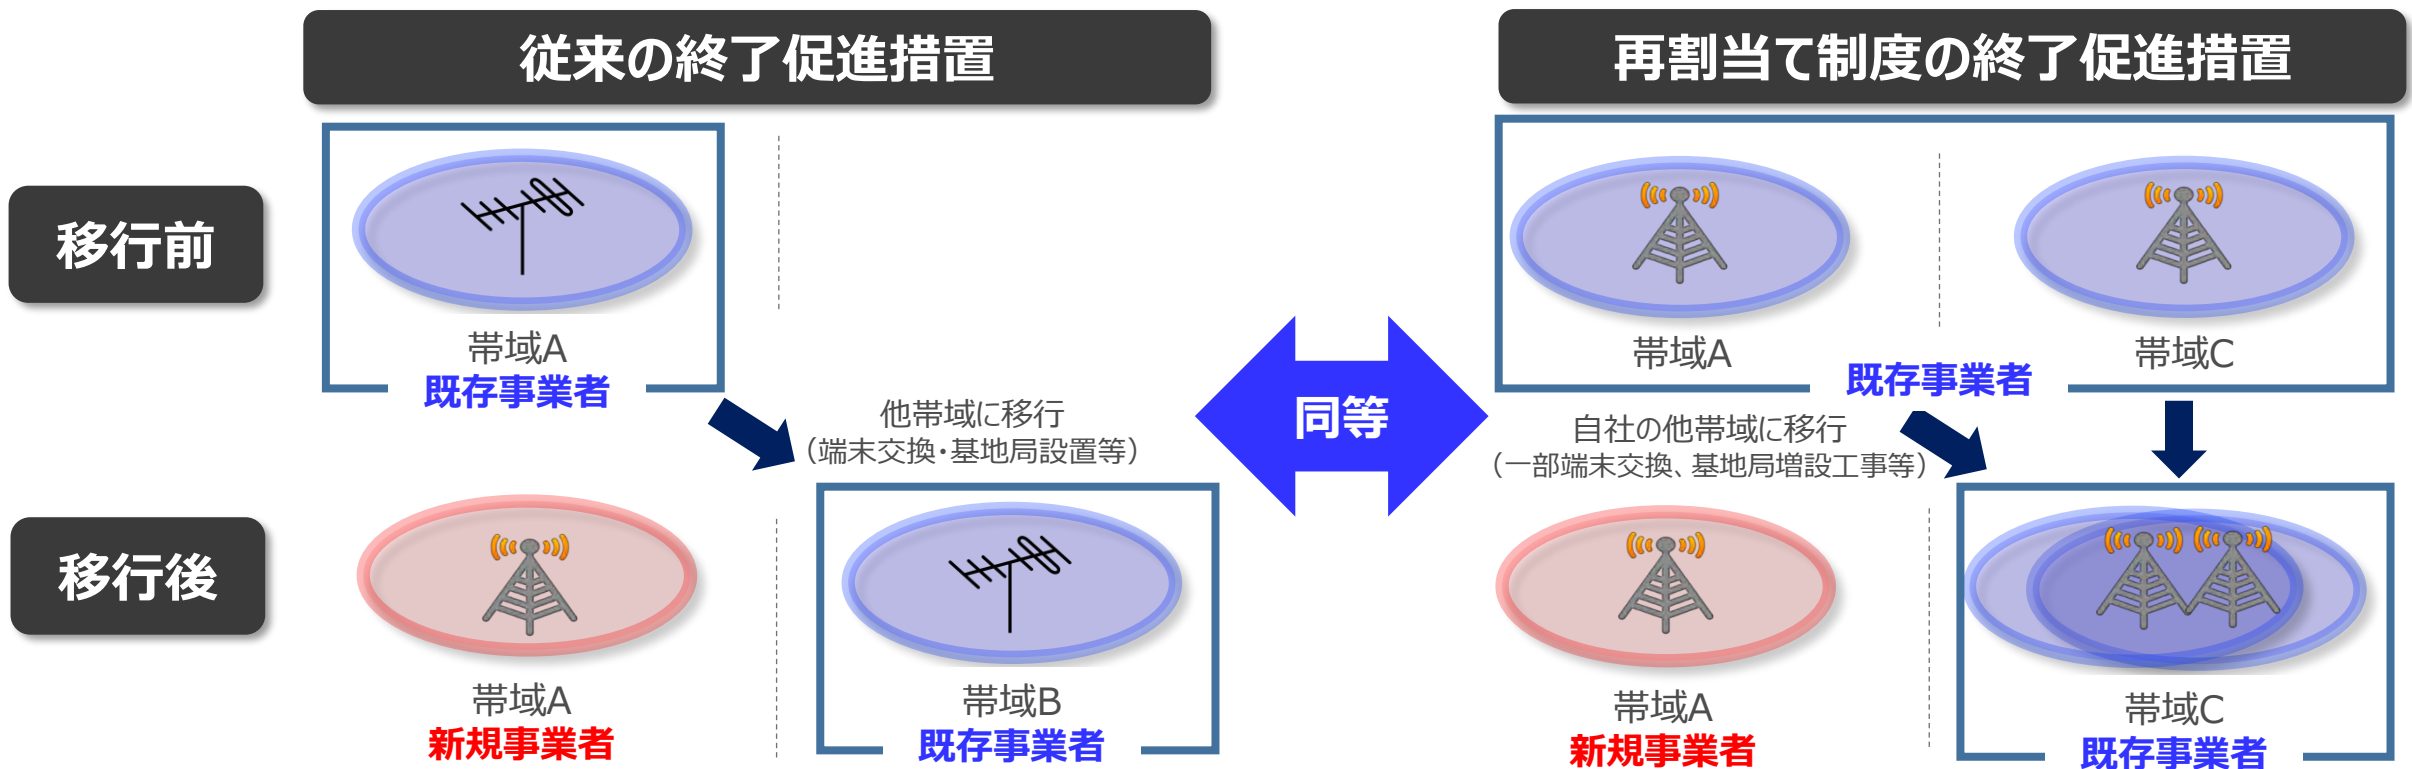 従来の終了促進措置
再割当て制度の終了促進措置
移行前
帯域A
既存事業者
帯域A
帯域C
既存事業者
他帯域に移行
（端末交換・基地局設置等）
同等
自社の他帯域に移行
（一部端末交換、基地局増設工事等）
移行後
帯域A
新規事業者
帯域B
既存事業者
帯域A
新規事業者
帯域C
既存事業者